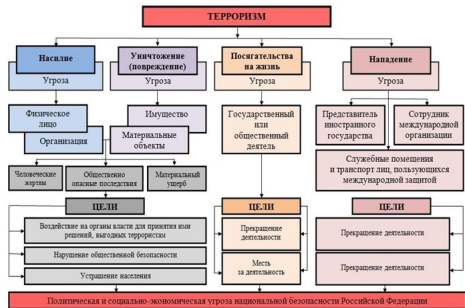 ТЕРРОРИЗМ
Насилие
Угроза
Уничтожение
(повреждение)
Угроза
Посягательства
на жизнь
Угроза
Нападение
Угроза
Физическое
лицо
Организация
Имущество
Материальные
объекты
Государственный
или
общественный
деятель
Представитель
иностранного
государства
Сотрудник
международной
организации
Служебные помещения
и транспорт лиц, пользующихся
международной защитой
Человеческие
жертвы
Общественно
опасные последствия
Материальный
ущерб
ЦЕЛИ
Воздействие на органы власти для принятия ими
решений, выгодных террористам
Нарушение общественной безопасности
Устрашение населения
ЦЕЛИ
Прекращение
деятельности
Месть
за деятельность
ЦЕЛИ
Прекращение деятельности
Прекращение деятельности
Политическая и социально-экономическая угроза национальной безопасности Российской Федерации